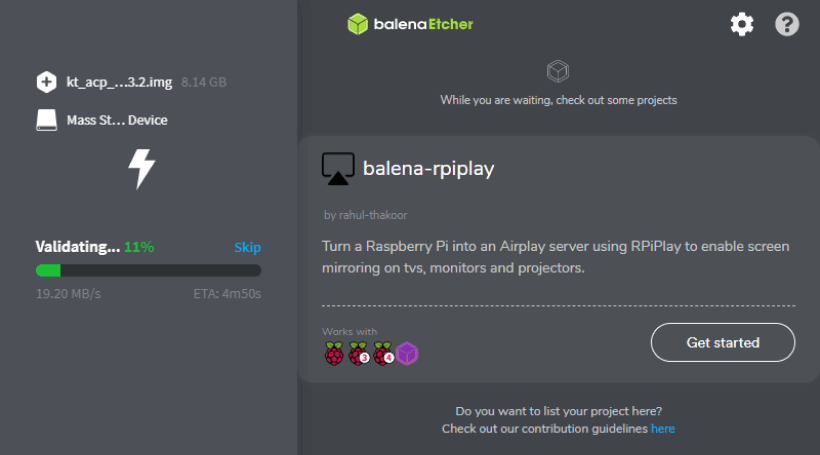 balenaEtcher
kt_acp_...3.2.img 8.14 GB
Mass St... Device
Validating... 11% Skip
19.20 MB/s ETA: 4m50s
While you are waiting, check out some projects
balena-rpiplay
by rahul-thakoor
Turn a Raspberry Pi into an Airplay server using RPiPlay to enable screen
mirroring on tvs, monitors and projectors.
Works with
3 4
Get started
Do you want to list your project here?
Check out our contribution guidelines here